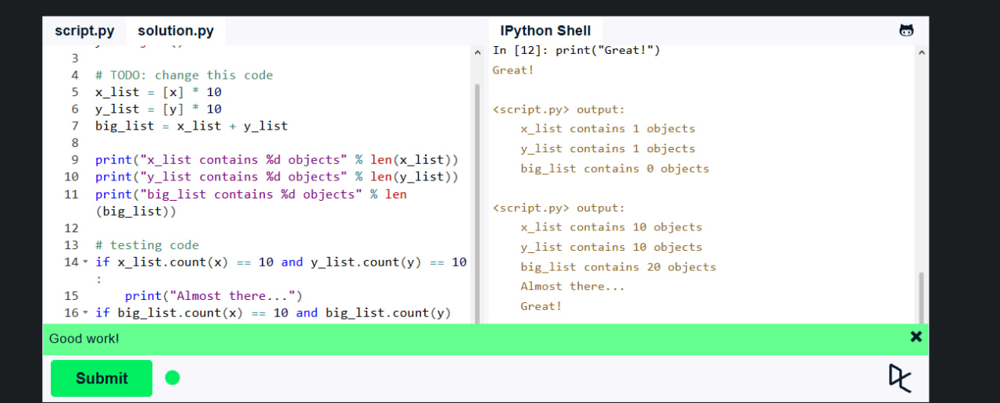 script.py
solution.py
3
4 # TODO: change this code
5 x_list = [x] * 10
6 y_list = [y] * 10
7 big_list = x_list + y_list
8
9 print("x_list contains %d objects" % len(x_list))
10 print("y_list contains %d objects" % len(y_list))
11 print("big_list contains %d objects" % len
(big_list))
12
13 # testing code
14 if x_list.count(x) == 10 and y_list.count(y) == 10
:
15 print("Almost there...")
16 if big_list.count(x) == 10 and big_list.count(y)
IPython Shell
In [12]: print("Great!")
Great!
<script.py> output:
x_list contains 1 objects
y_list contains 1 objects
big_list contains 0 objects
<script.py> output:
x_list contains 10 objects
y_list contains 10 objects
big_list contains 20 objects
Almost there...
Great!
Good work!
Submit